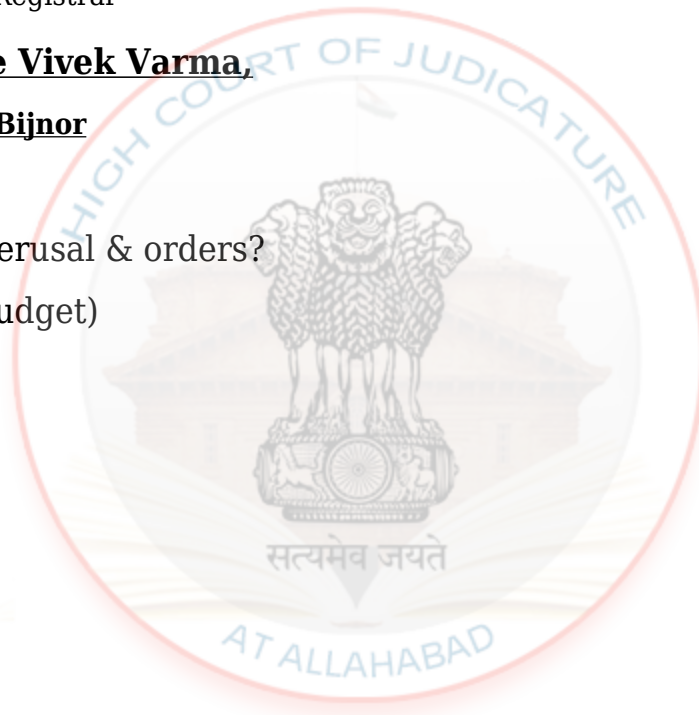 Registrar
e Vivek Varma,
Bijnor
erusal & orders?
udget)
HIGH COURT OF JUDICATURE
सत्यमेव जयते
AT ALLAHABAD